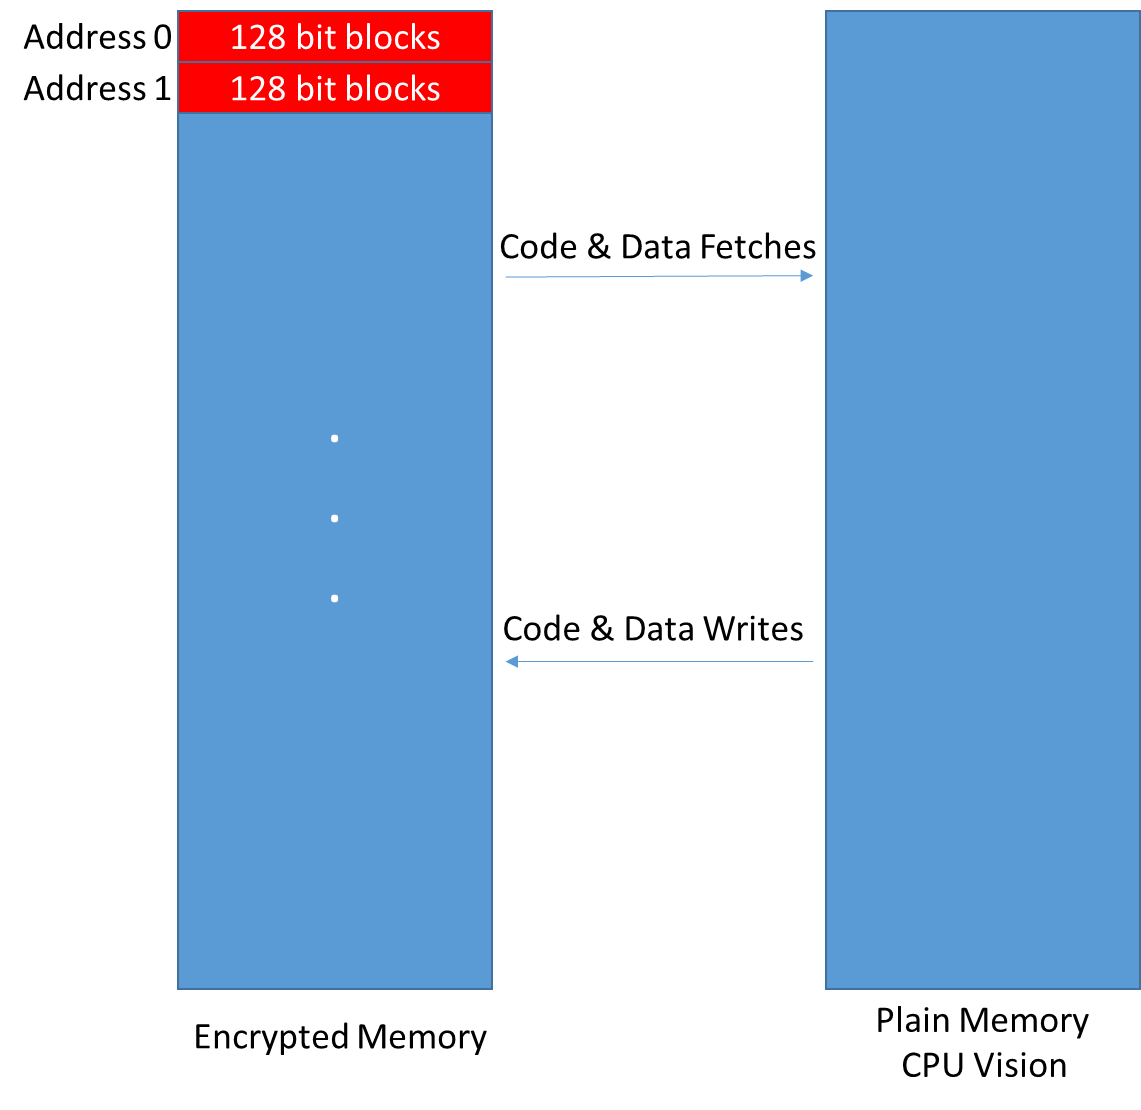 Address 0
128 bit blocks
Address 1
128 bit blocks
Code & Data Fetches
Code & Data Writes
Encrypted Memory
Plain Memory
CPU Vision